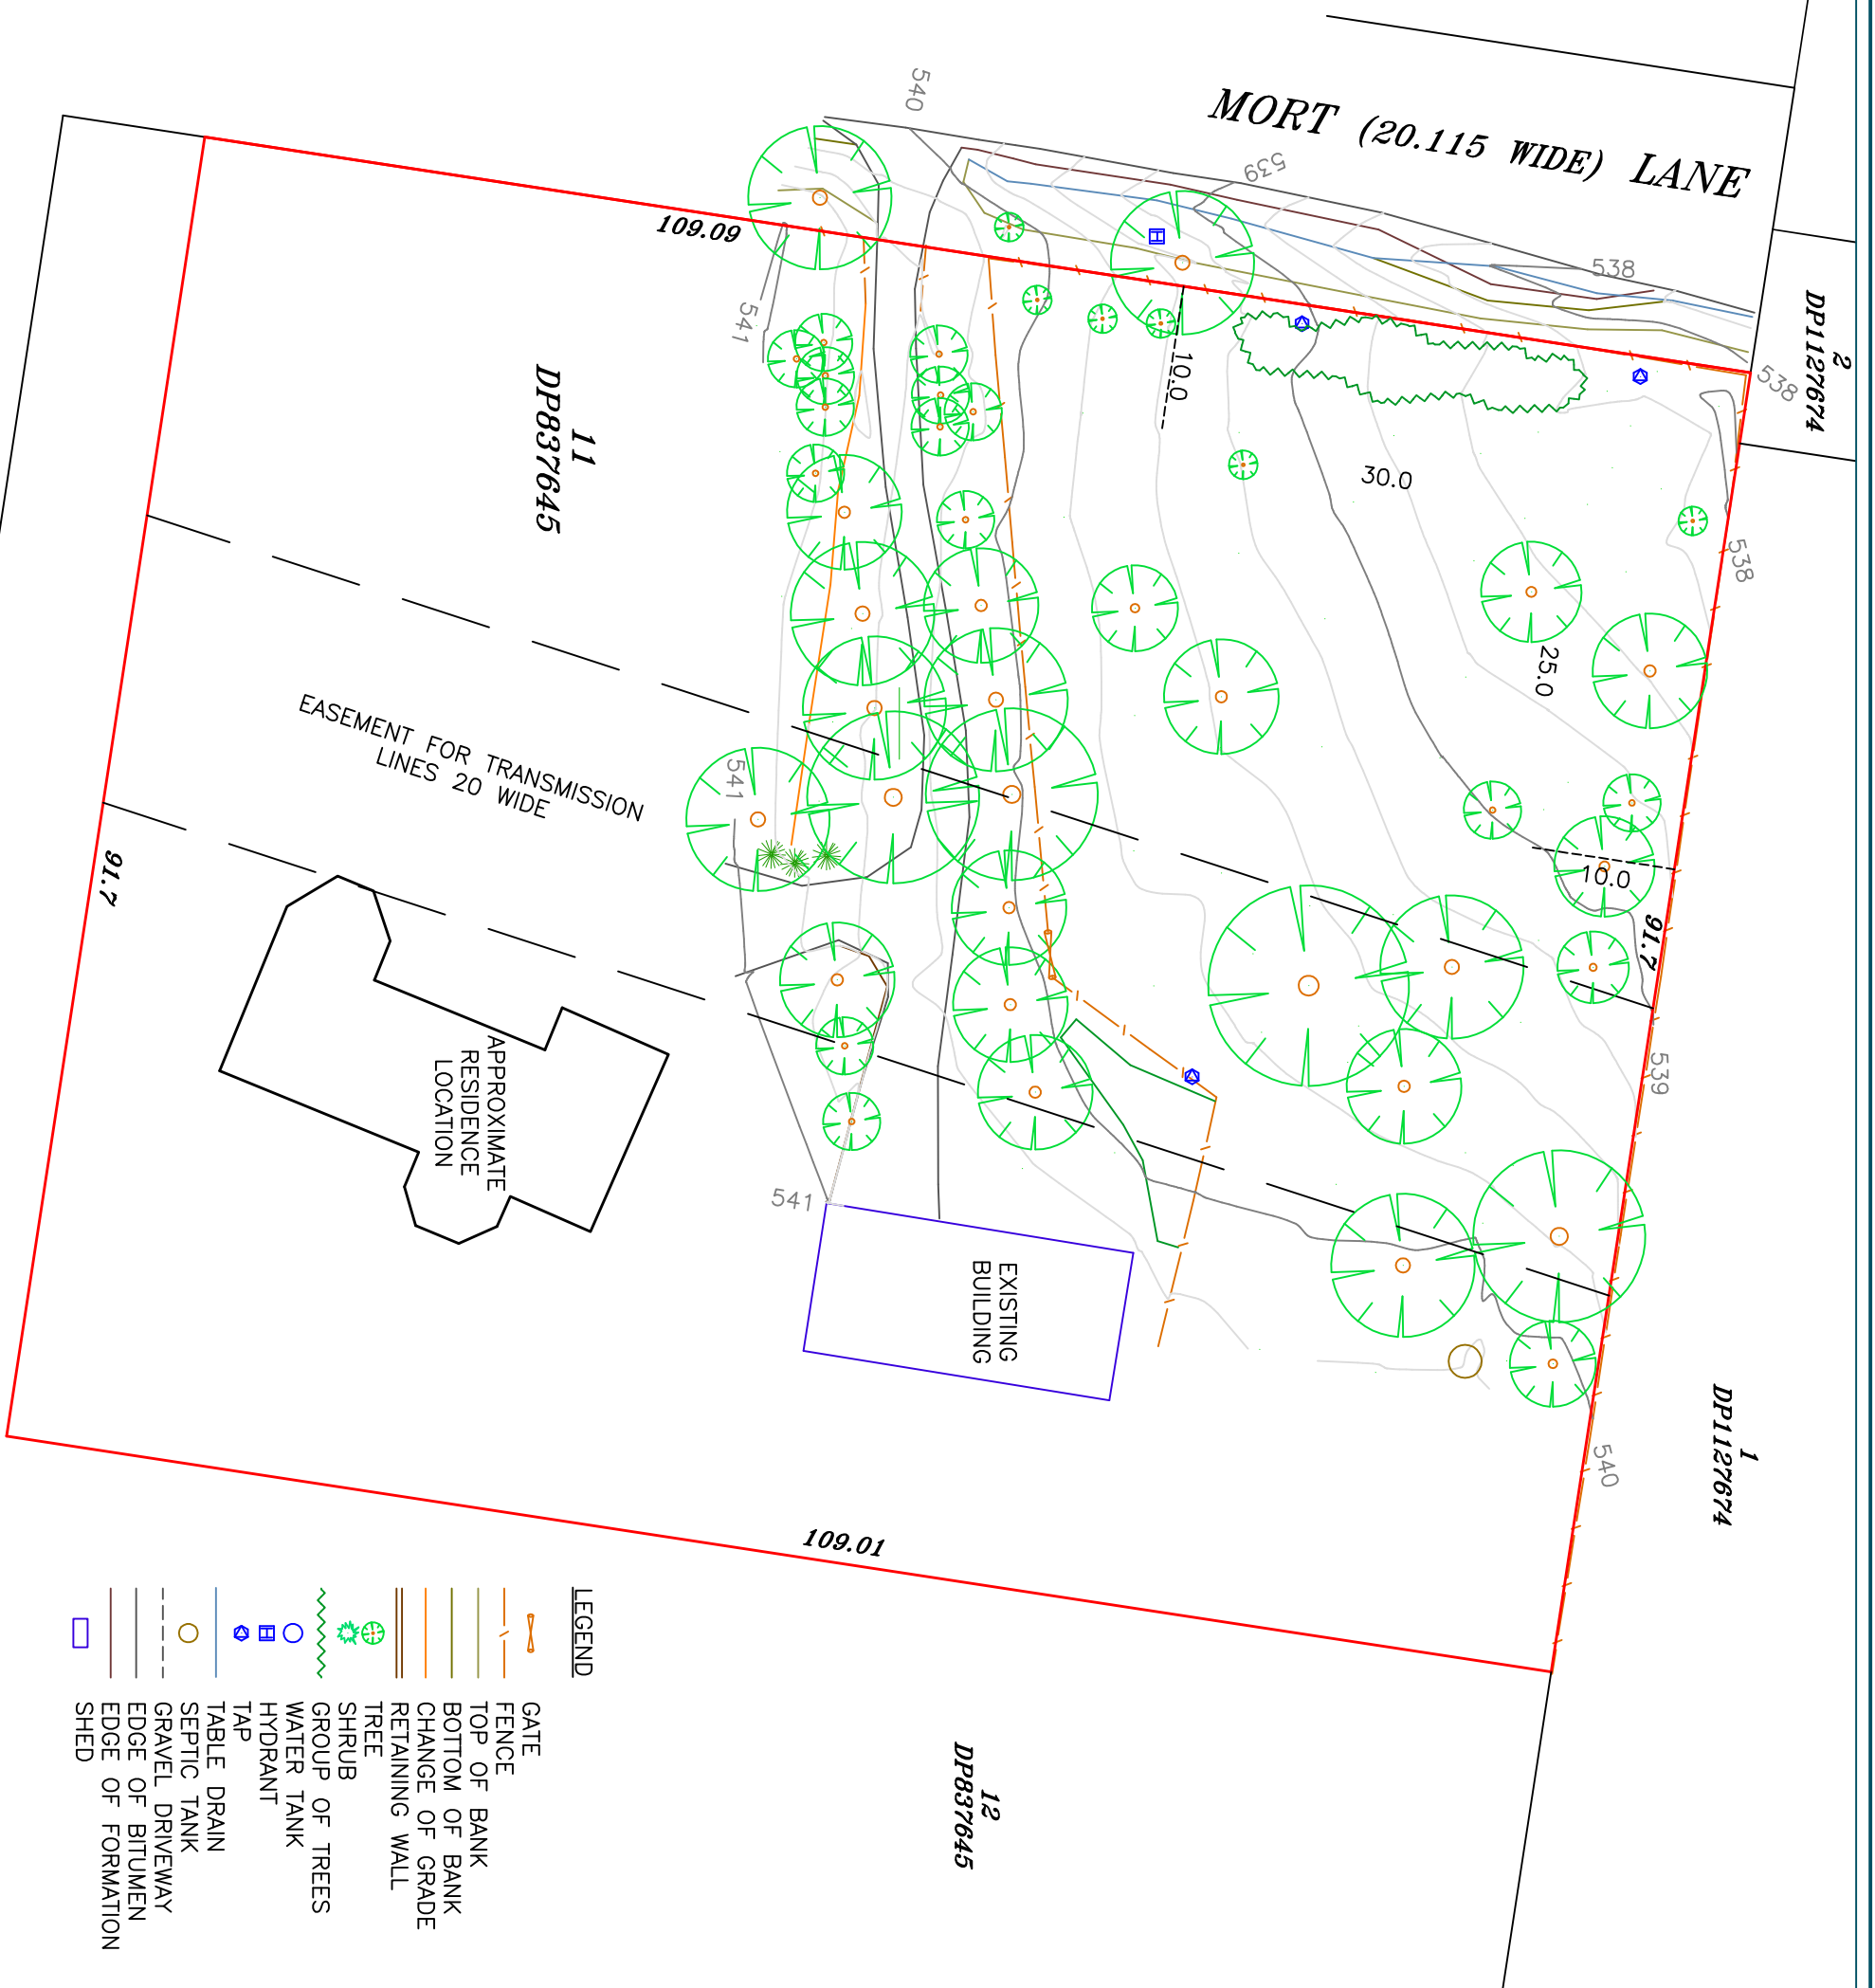 MORT (20.115 WIDE) LANE
540
539
538
538
2
DP1127674
109.09
541
10.0
30.0
538
11
DP837645
25.0
EASEMENT FOR TRANSMISSION
LINES 20 WIDE
541
10.0
91.7
91.7
539
APPROXIMATE
RESIDENCE
LOCATION
541
EXISTING
BUILDING
1
DP1127674
540
109.01
12
DP837645
LEGEND
GATE
FENCE
TOP OF BANK
BOTTOM OF BANK
CHANGE OF GRADE
RETAINING WALL
TREE
SHRUB
GROUP OF TREES
WATER TANK
HYDRANT
TAP
TABLE DRAIN
SEPTIC TANK
GRAVEL DRIVEWAY
EDGE OF BITUMEN
EDGE OF FORMATION
SHED